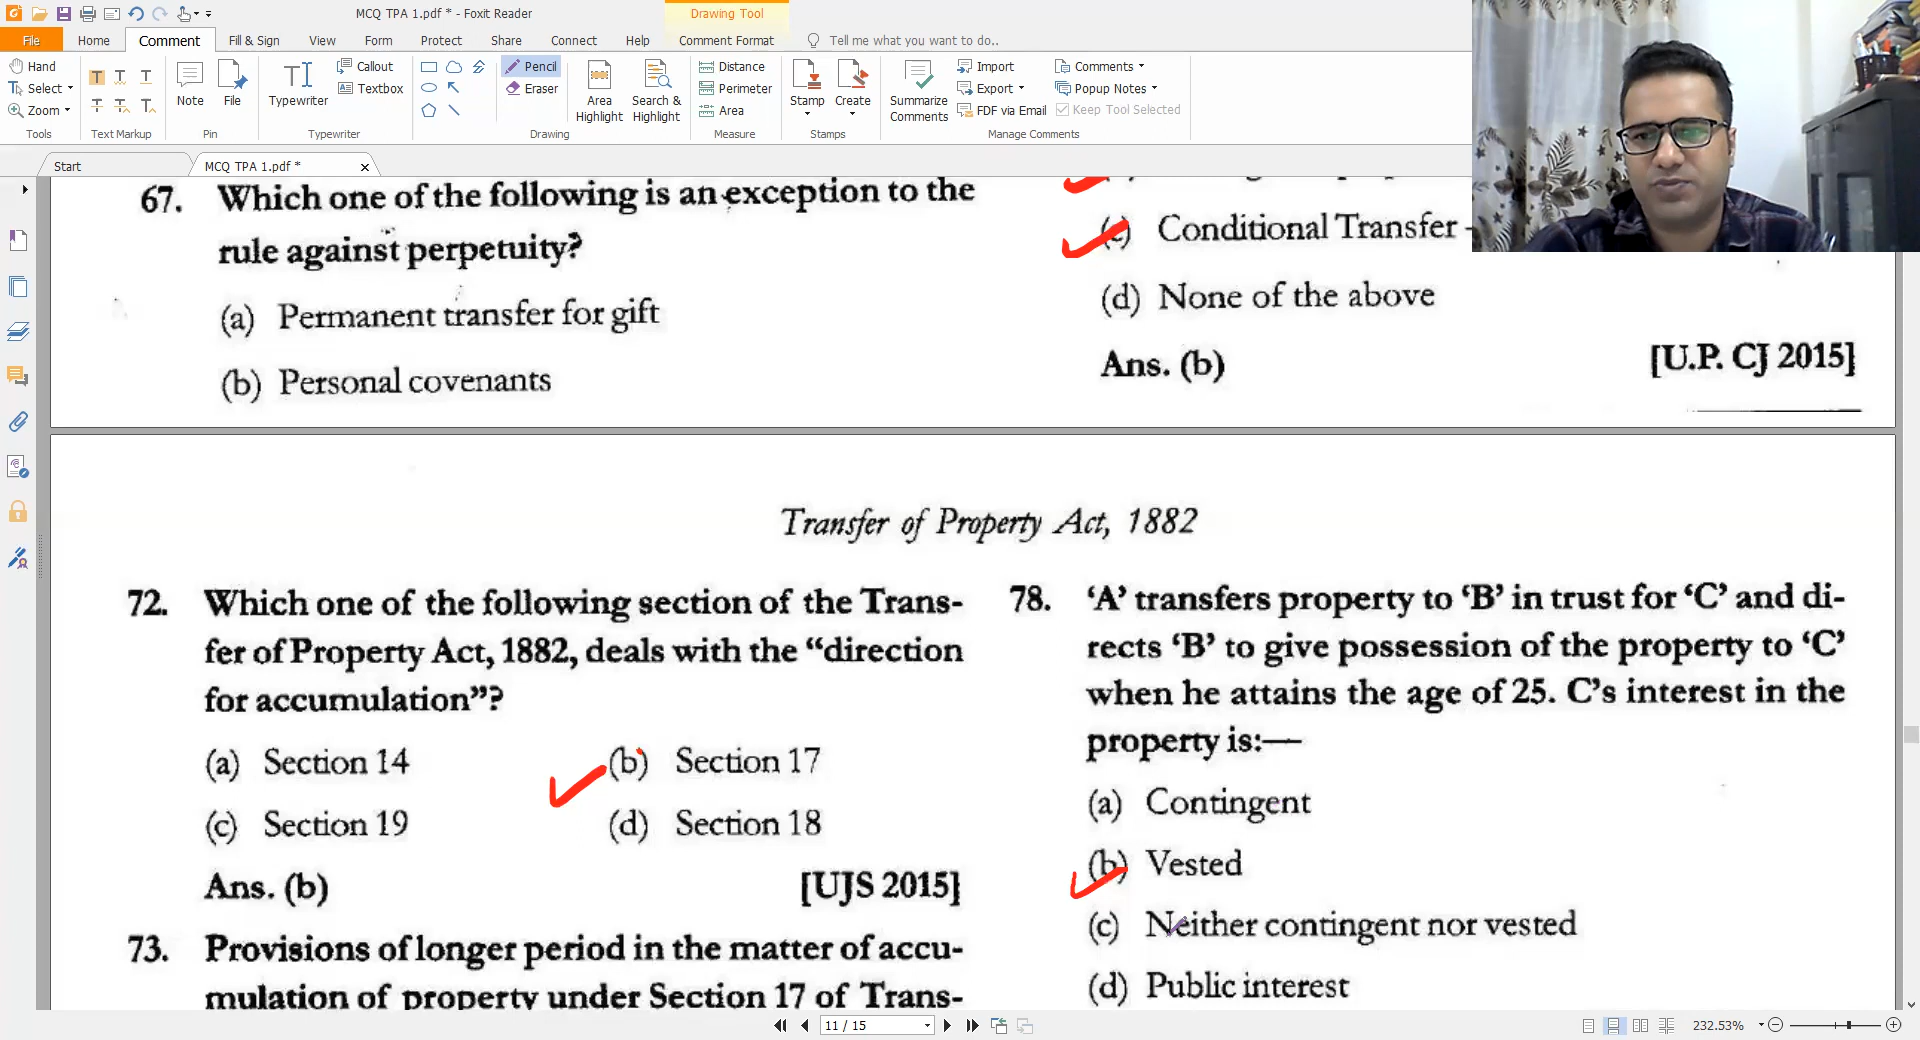 MCQ TPA 1.pdf * - Foxit Reader
Drawing Tool
File
Home
Comment
Fill & Sign
View
Form
Protect
Share
Connect
Help
Comment Format
Tell me what you want to do..
Hand
Select
Zoom
Tools
Text Markup
Note
File
Pin
Typewriter
Callout
Textbox
Typewriter
Pencil
Eraser
Area
Highlight
Search &
Highlight
Drawing
Distance
Perimeter
Area
Measure
Stamp
Create
Stamps
Summarize
Comments
Import
Export
FDF via Email
Comments
Popup Notes
Keep Tool Selected
Manage Comments
Start
MCQ TPA 1.pdf *
67. Which one of the following is an exception to the
rule against perpetuity?
(a) Permanent transfer for gift
(b) Personal covenants
(c) Conditional Transfer
(d) None of the above
Ans. (b) [U.P. CJ 2015]
Transfer of Property Act, 1882
72. Which one of the following section of the Trans-
fer of Property Act, 1882, deals with the “direction
for accumulation”?
(a) Section 14 (b) Section 17
(c) Section 19 (d) Section 18
Ans. (b) [UJS 2015]
73. Provisions of longer period in the matter of accu-
mulation of property under Section 17 of Trans-
78. ‘A’ transfers property to ‘B’ in trust for ‘C’ and di-
rects ‘B’ to give possession of the property to ‘C’
when he attains the age of 25. C’s interest in the
property is:—
(a) Contingent
(b) Vested
(c) Neither contingent nor vested
(d) Public interest
11 / 15
232.53%